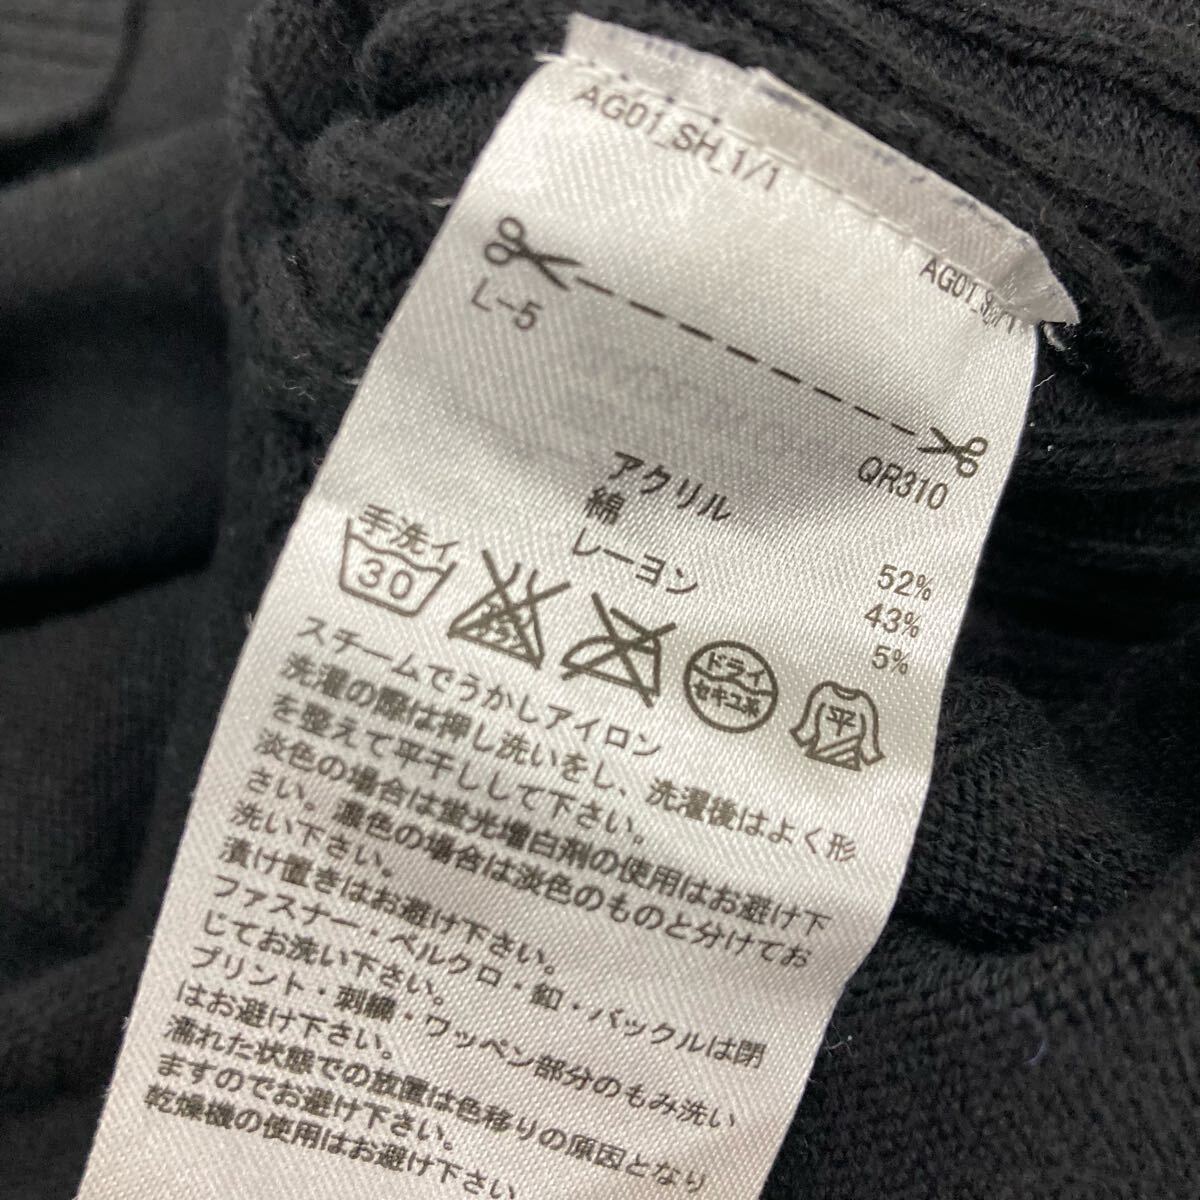 AG01_SH_1/1
L-5
QR310
アクリル 52%
綿 43%
レーヨン 5%
手洗イ
30
エンソ
サラシ
ドライ
セキユ系
平
スチームでうかしアイロン
洗濯の際は押し洗いをし、洗濯後はよく形
を整えて平干しして下さい。
淡色の場合は蛍光増白剤の使用はお避け下
さい。濃色の場合は淡色のものと分けてお
洗い下さい。
漬け置きはお避け下さい。
ファスナー・ベルクロ・釦・バックルは閉
じてお洗い下さい。
プリント・刺繍・ワッペン部分のもみ洗い
はお避け下さい。
濡れた状態での放置は色移りの原因となり
ますのでお避け下さい。
乾燥機の使用はお避け下さい